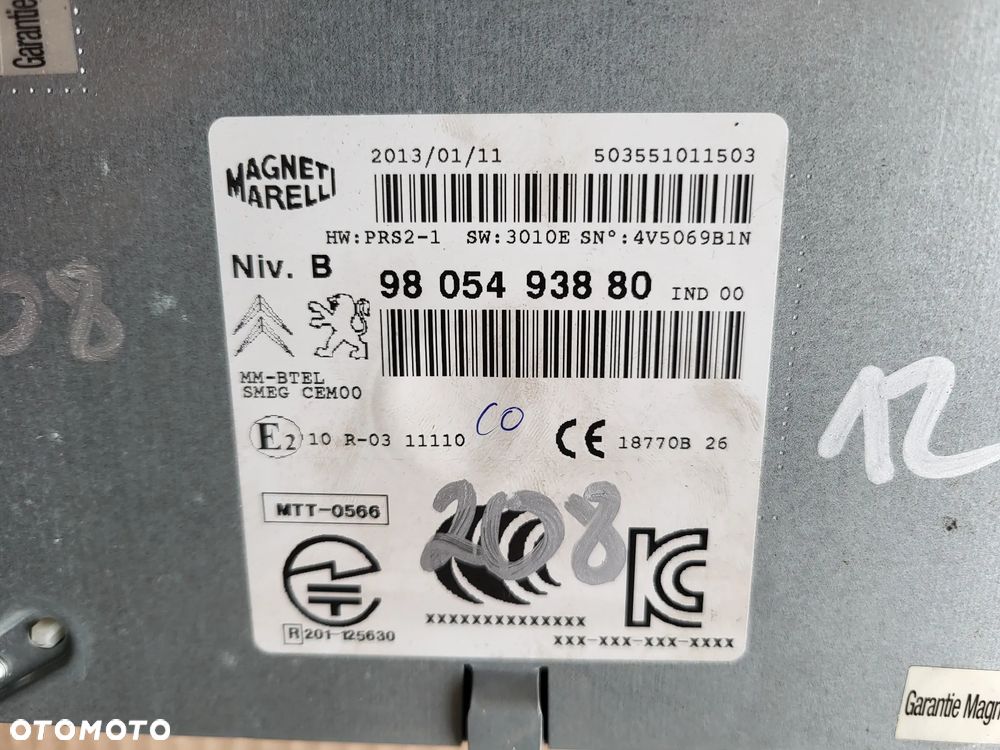 Garantie
MAGNETI
MARELLI
2013/01/11 503551011503
HW:PRS2-1 SW:3010E SN°:4V5069B1N
Niv. B 98 054 938 80 IND 00
08
MM-BTEL
SMEG CEM00
12
CO
E2 10 R-03 11110 CE 18770B 26
MTT-0566
208
KC
xxxxxxxxxxxxxx
R 201-125630
xxx-xxx-xxx-xxxx
Garantie Magn
OTOMOTO